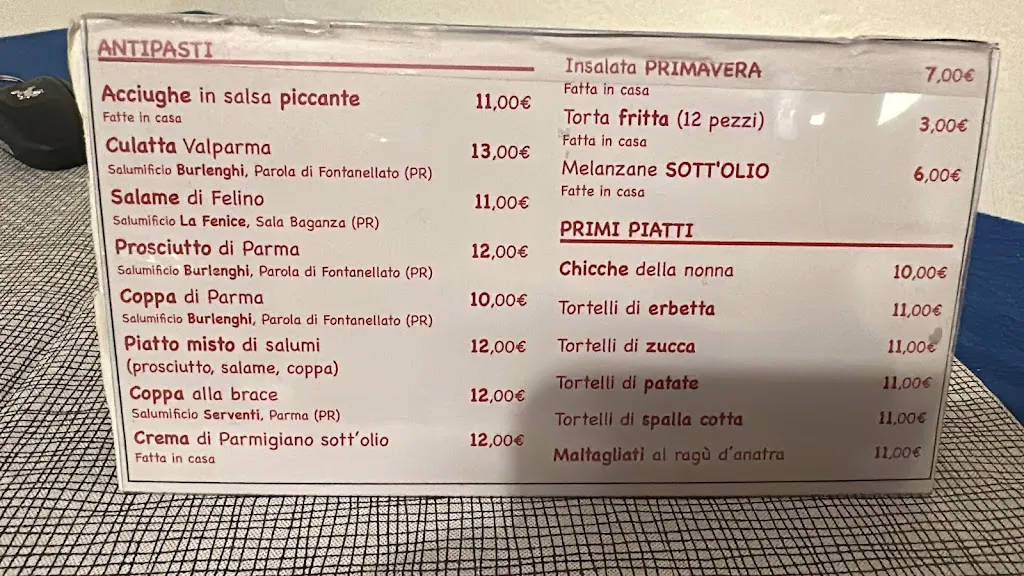 ANTIPASTI
Acciughe in salsa piccante 11,00€
Fatte in casa
Culatta Valparma 13,00€
Salumificio Burlenghi, Parola di Fontanellato (PR)
Salame di Felino 11,00€
Salumificio La Fenice, Sala Baganza (PR)
Prosciutto di Parma 12,00€
Salumificio Burlenghi, Parola di Fontanellato (PR)
Coppa di Parma 10,00€
Salumificio Burlenghi, Parola di Fontanellato (PR)
Piatto misto di salumi 12,00€
(prosciutto, salame, coppa)
Coppa alla brace 12,00€
Salumificio Serventi, Parma (PR)
Crema di Parmigiano sott'olio 12,00€
Fatta in casa
Insalata PRIMAVERA 7,00€
Fatta in casa
Torta fritta (12 pezzi) 3,00€
Fatta in casa
Melanzane SOTT'OLIO 6,00€
Fatte in casa
PRIMI PIATTI
Chicche della nonna 10,00€
Tortelli di erbetta 11,00€
Tortelli di zucca 11,00€
Tortelli di patate 11,00€
Tortelli di spalla cotta 11,00€
Maltagliati al ragù d'anatra 11,00€